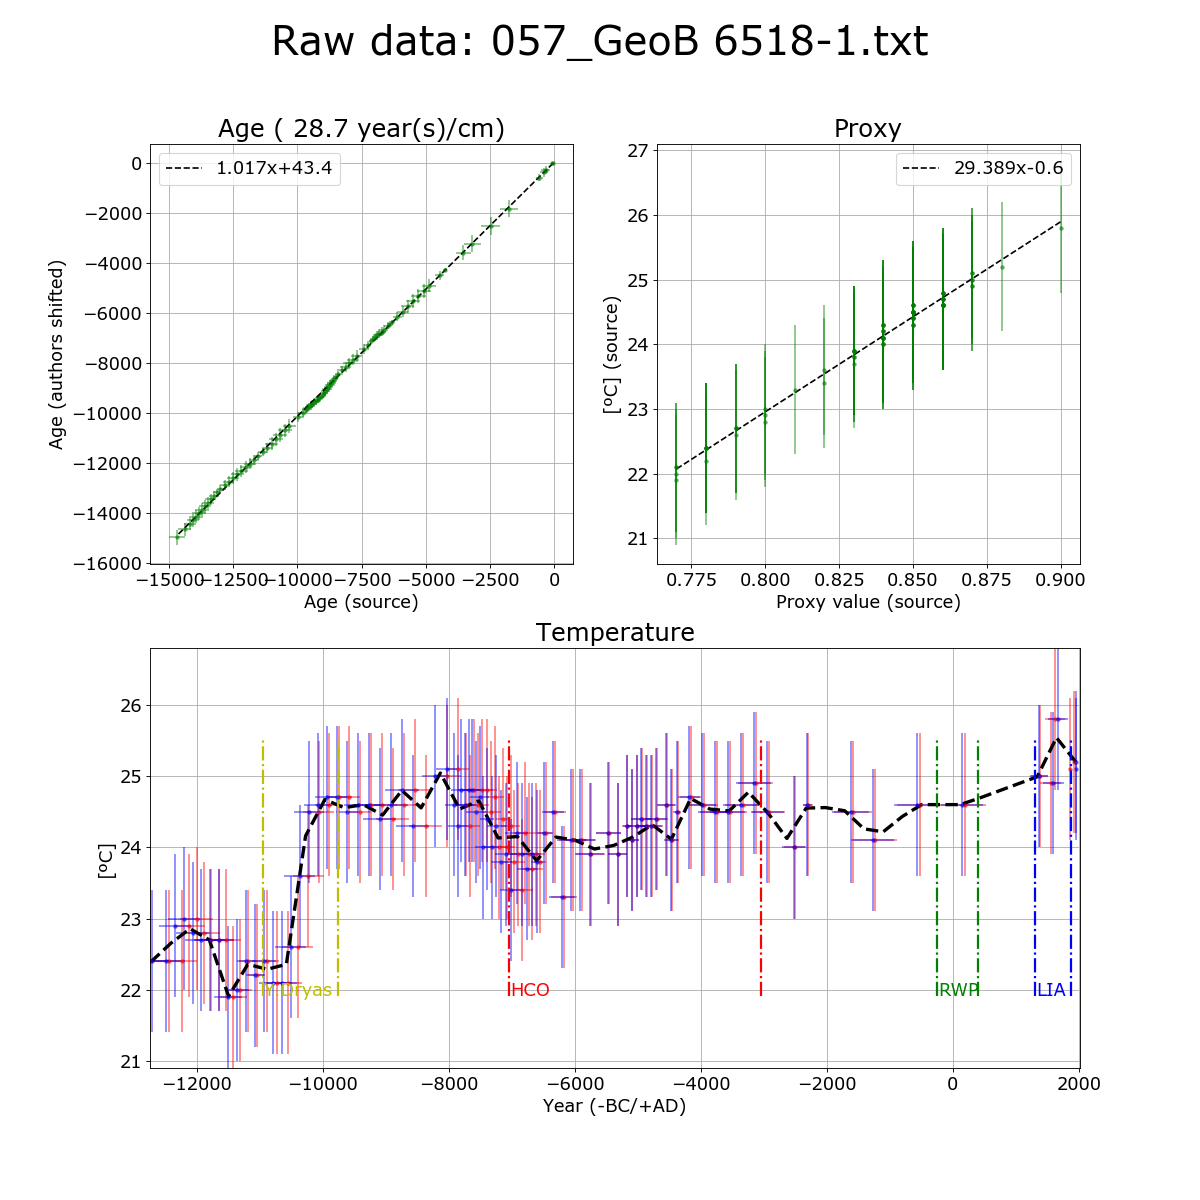 Raw data: 057_GeoB 6518-1.txt
Age ( 28.7 year(s)/cm)
1.017x+43.4
0
−2000
−4000
−6000
−8000
−10000
−12000
−14000
−16000
Age (authors shifted)
−15000 −12500 −10000 −7500 −5000 −2500 0
Age (source)
Proxy
29.389x-0.6
27
26
25
24
23
22
21
[ºC] (source)
0.775 0.800 0.825 0.850 0.875 0.900
Proxy value (source)
Temperature
26
25
24
23
22
21
[ºC]
Y.Dryas
HCO
RWP
LIA
−12000 −10000 −8000 −6000 −4000 −2000 0 2000
Year (-BC/+AD)